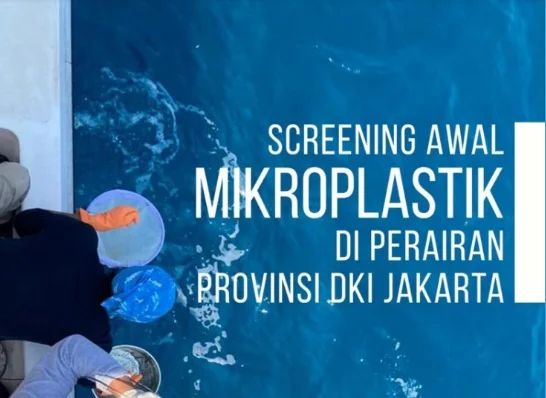 SCREENING AWAL
MIKROPLASTIK
DI PERAIRAN
PROVINSI DKI JAKARTA